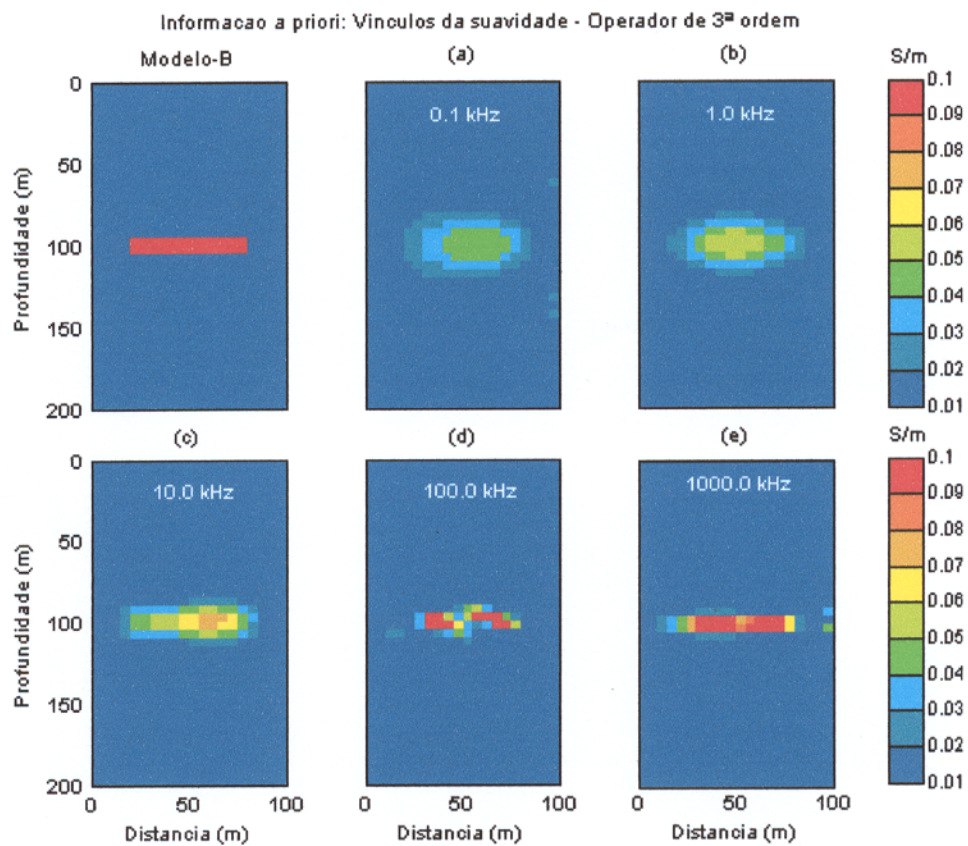 Informacao a priori: Vinculos da suavidade - Operador de 3ª ordem
Modelo-B
(a)
(b)
S/m
0
50
100
150
200
Profundidade (m)
0.1 kHz
1.0 kHz
0.1
0.09
0.08
0.07
0.06
0.05
0.04
0.03
0.02
0.01
(c)
(d)
(e)
S/m
0
50
100
150
200
Profundidade (m)
10.0 kHz
100.0 kHz
1000.0 kHz
0.1
0.09
0.08
0.07
0.06
0.05
0.04
0.03
0.02
0.01
0 50 100
0 50 100
0 50 100
Distancia (m)
Distancia (m)
Distancia (m)